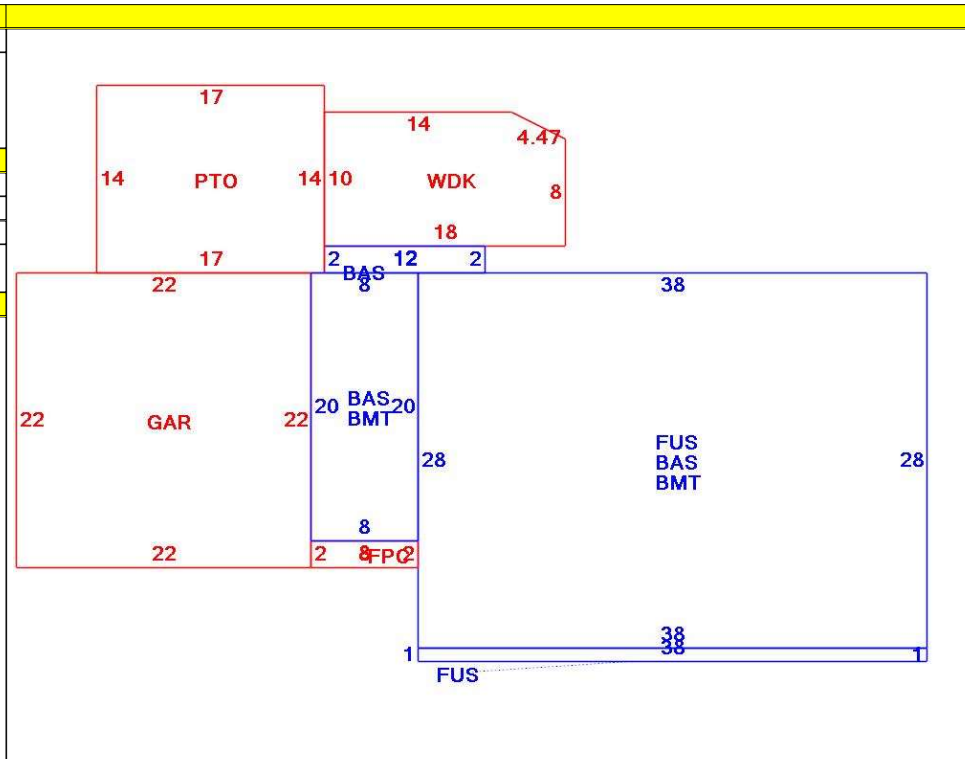 17
14
4.47
14 PTO 14 10 WDK 8
18
17 2 12 2
BAS
22 8 38
20 BAS 20
BMT
22 GAR 22
FUS
28 BAS 28
BMT
8
22 2 8 FPC 2
38
1 38 1
FUS